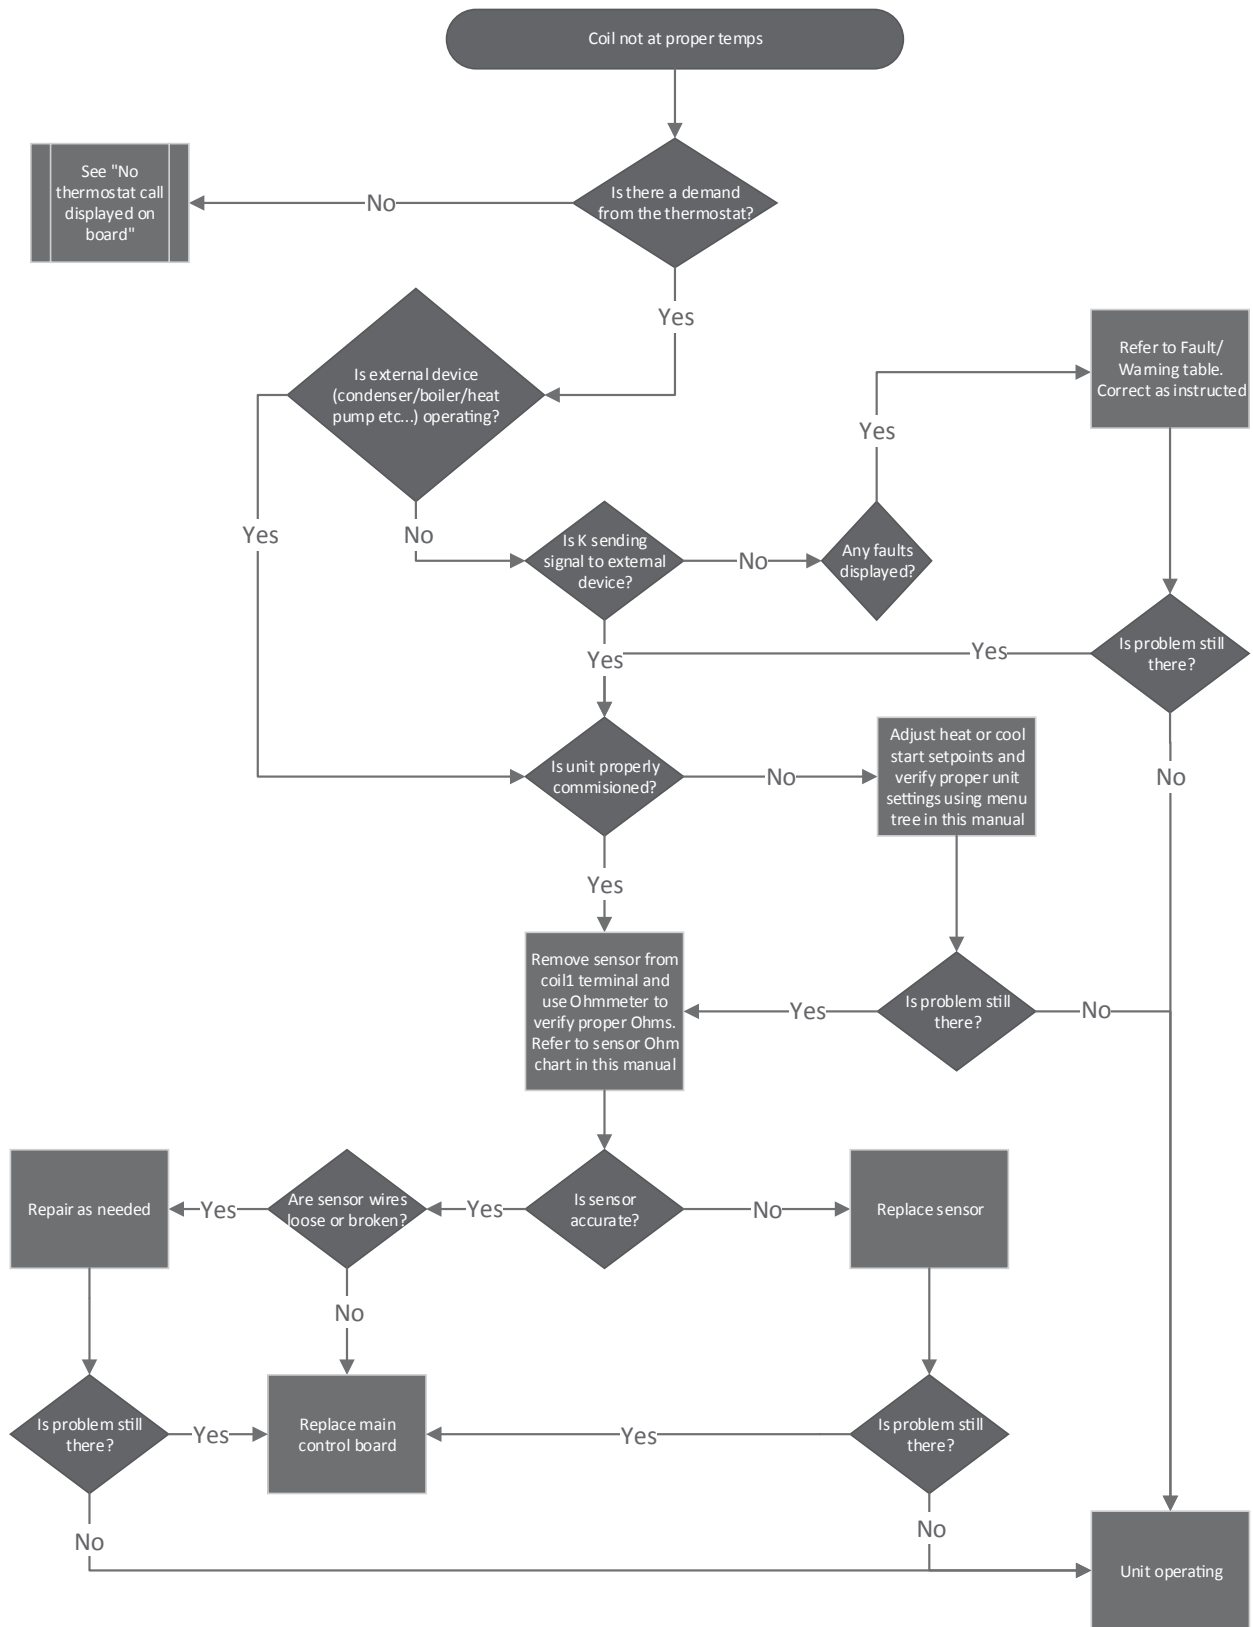 Coil not at proper temps
Is there a demand
from the thermostat?
No
See "No
thermostat call
displayed on
board"
Yes
Is external device
(condenser/boiler/heat
pump etc...) operating?
Yes
No
Is K sending
signal to external
device?
No
Any faults
displayed?
Yes
Refer to Fault/
Warning table.
Correct as instructed
Is problem still
there?
Yes
Yes
No
Is unit properly
commisioned?
No
Adjust heat or cool
start setpoints and
verify proper unit
settings using menu
tree in this manual
Yes
Remove sensor from
coil1 terminal and
use Ohmmeter to
verify proper Ohms.
Refer to sensor Ohm
chart in this manual
Yes
Is problem still
there?
No
Is sensor
accurate?
Yes
Are sensor wires
loose or broken?
Yes
Repair as needed
No
Replace sensor
No
Is problem still
there?
Yes
Replace main
control board
Yes
Is problem still
there?
No
No
Unit operating